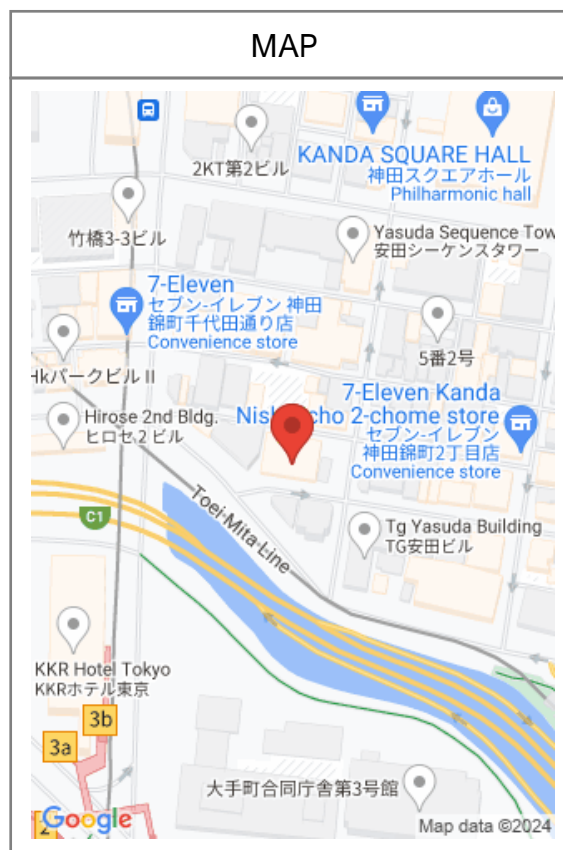 MAP
KANDA SQUARE HALL
神田スクエアホール
Philharmonic hall
2KT第2ビル
竹橋3-3ビル
Yasuda Sequence Tow
安田シーケンスタワー
7-Eleven
セブン-イレブン 神田
錦町千代田通り店
Convenience store
5番2号
Hkパークビル II
7-Eleven Kanda
cho 2-chome store
セブン-イレブン
神田錦町2丁目店
Convenience store
Hirose 2nd Bldg.
ヒロセ2ビル
C1
Toei Mita Line
Tg Yasuda Building
TG安田ビル
KKR Hotel Tokyo
KKRホテル東京
3b
3a
大手町合同庁舎第3号館
2
Google
Map data ©2024